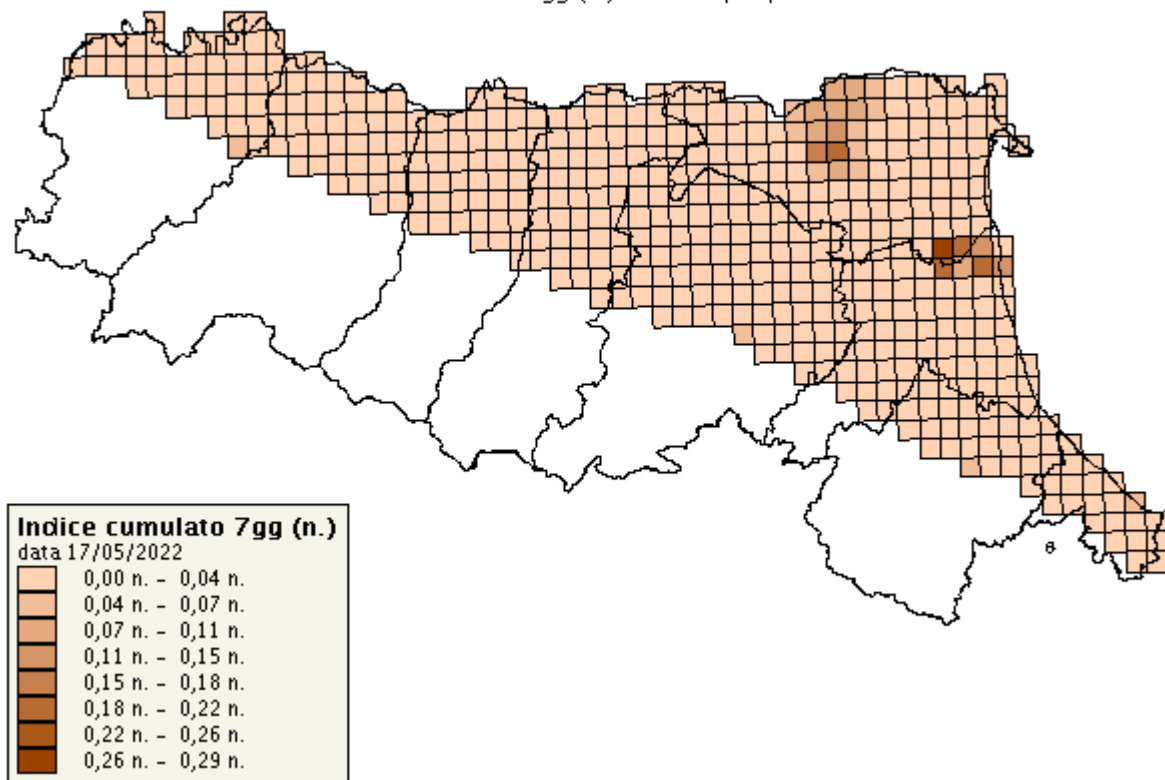 Indice cumulato 7gg (n.)
data 17/05/2022
0,00 n. - 0,04 n.
0,04 n. - 0,07 n.
0,07 n. - 0,11 n.
0,11 n. - 0,15 n.
0,15 n. - 0,18 n.
0,18 n. - 0,22 n.
0,22 n. - 0,26 n.
0,26 n. - 0,29 n.